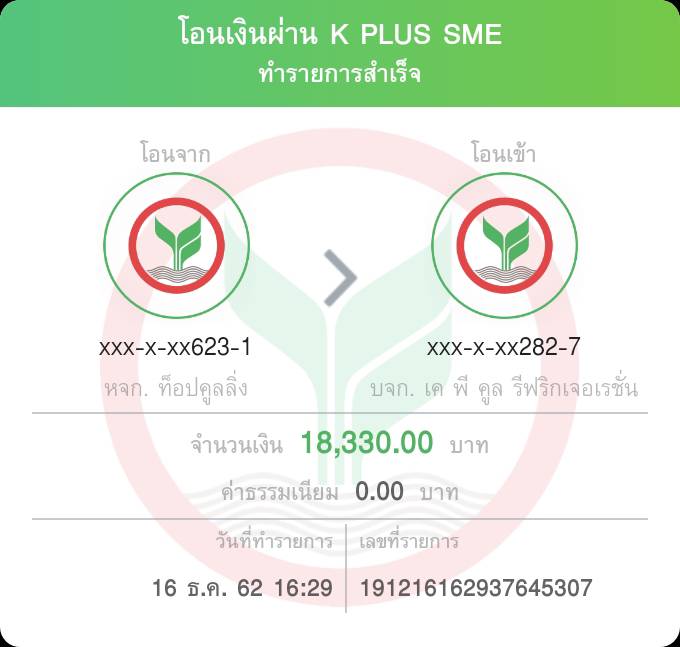 โอนเงินผ่าน K PLUS SME
ทำรายการสำเร็จ
โอนจาก
โอนเข้า
xxx-x-xx623-1
xxx-x-xx282-7
หจก. ท็อปคูลลิ่ง
บจก. เค พี คูล รีฟริกเจอเรชั่น
จำนวนเงิน 18,330.00 บาท
ค่าธรรมเนียม 0.00 บาท
วันที่ทำรายการ
เลขที่รายการ
16 ธ.ค. 62 16:29
191216162937645307